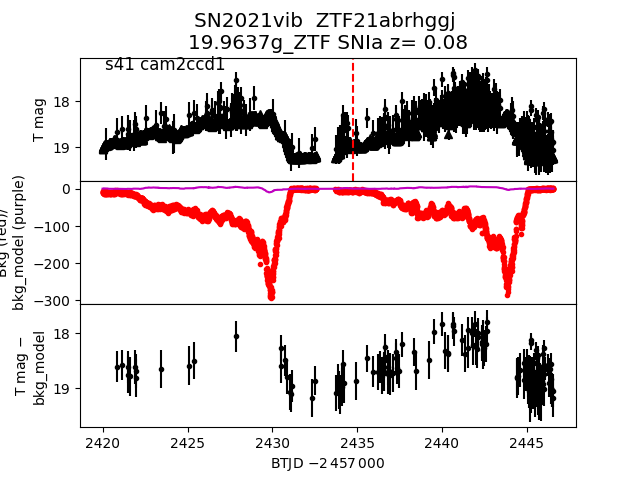 SN2021vib  ZTF21abrhggj
19.9637g_ZTF SNIa z= 0.08
s41 cam2ccd1
T mag
18
19
Bkg (red)/
bkg_model (purple)
0
−100
−200
−300
T mag −
bkg_model
18
19
2420 2425 2430 2435 2440 2445
BTJD −2 457 000